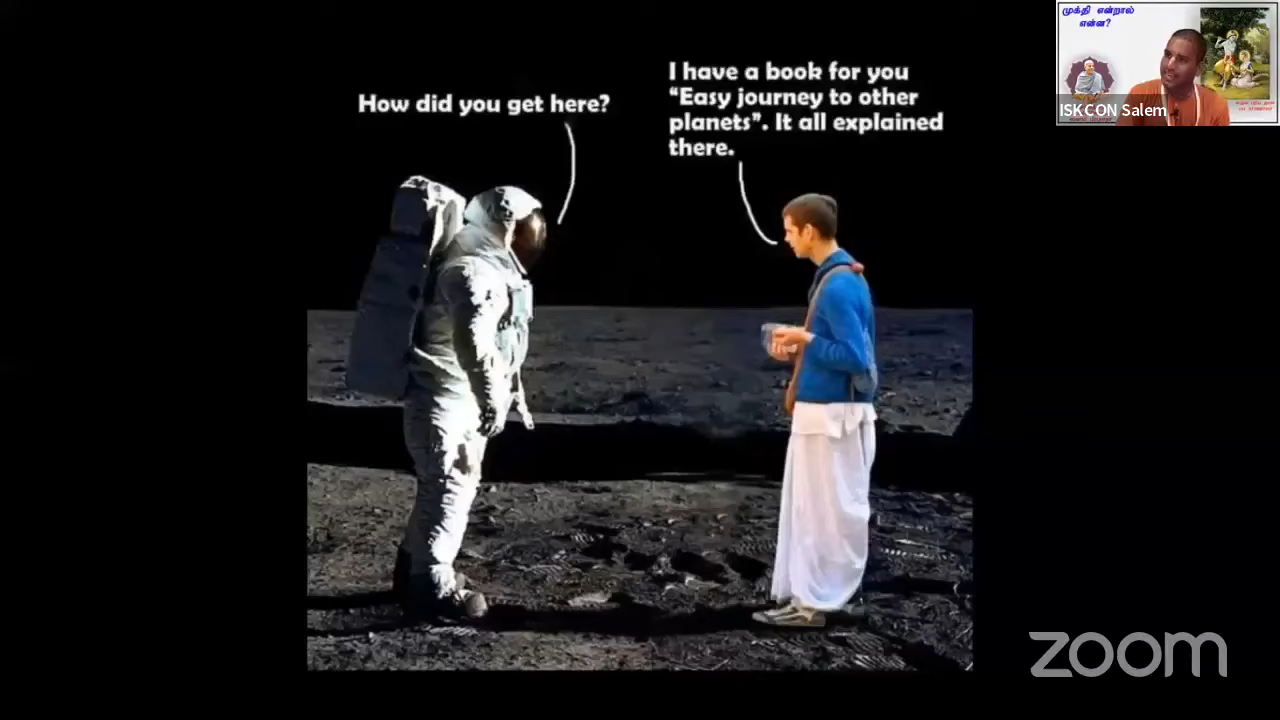 How did you get here?
I have a book for you
“Easy journey to other
planets”. It all explained
there.
முக்தி என்றால்
என்ன?
ISKCON Salem
zoom